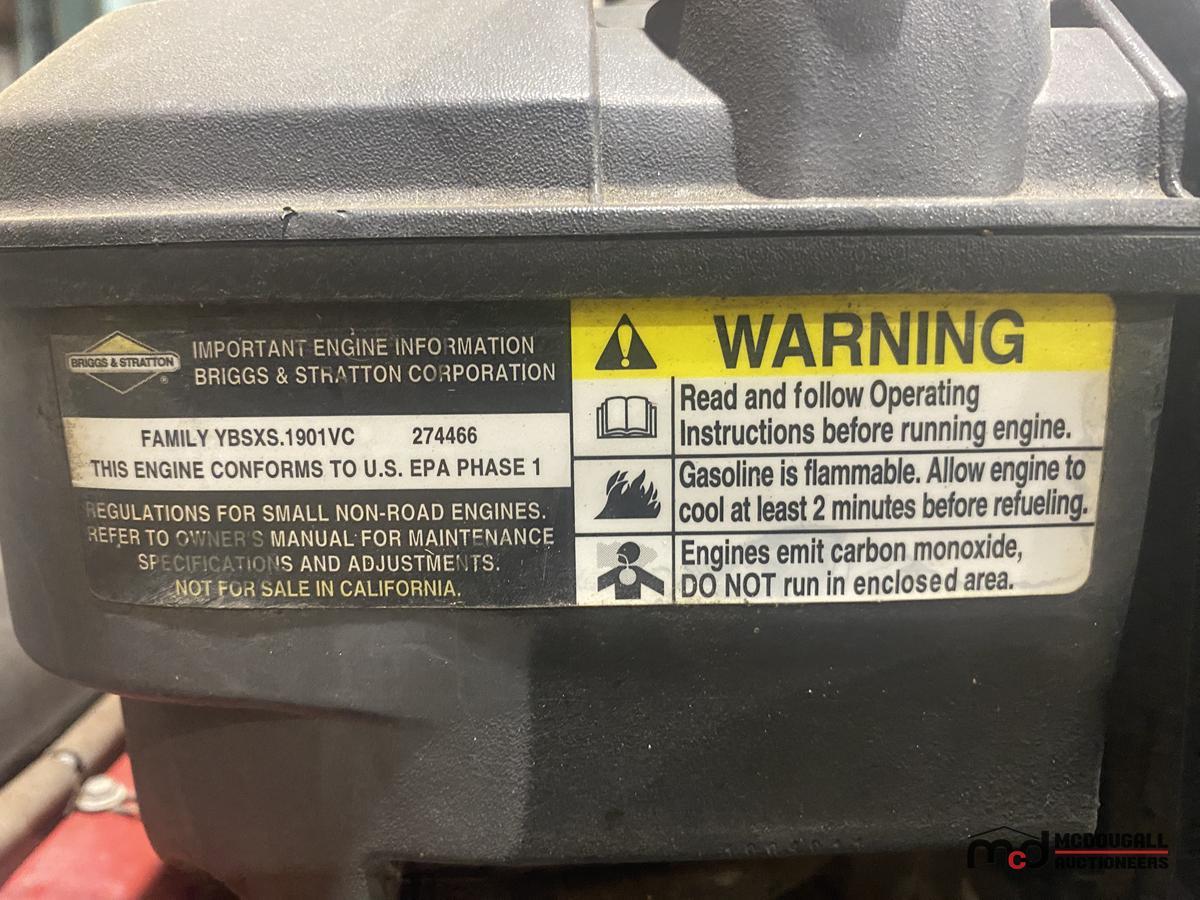 BRIGGS & STRATTON
®
IMPORTANT ENGINE INFORMATION
BRIGGS & STRATTON CORPORATION
FAMILY YBSXS.1901VC 274466
THIS ENGINE CONFORMS TO U.S. EPA PHASE 1
REGULATIONS FOR SMALL NON-ROAD ENGINES.
REFER TO OWNER'S MANUAL FOR MAINTENANCE
SPECIFICATIONS AND ADJUSTMENTS.
NOT FOR SALE IN CALIFORNIA.
WARNING
Read and follow Operating
Instructions before running engine.
Gasoline is flammable. Allow engine to
cool at least 2 minutes before refueling.
Engines emit carbon monoxide,
DO NOT run in enclosed area.
mcd
MCDOUGALL
AUCTIONEERS